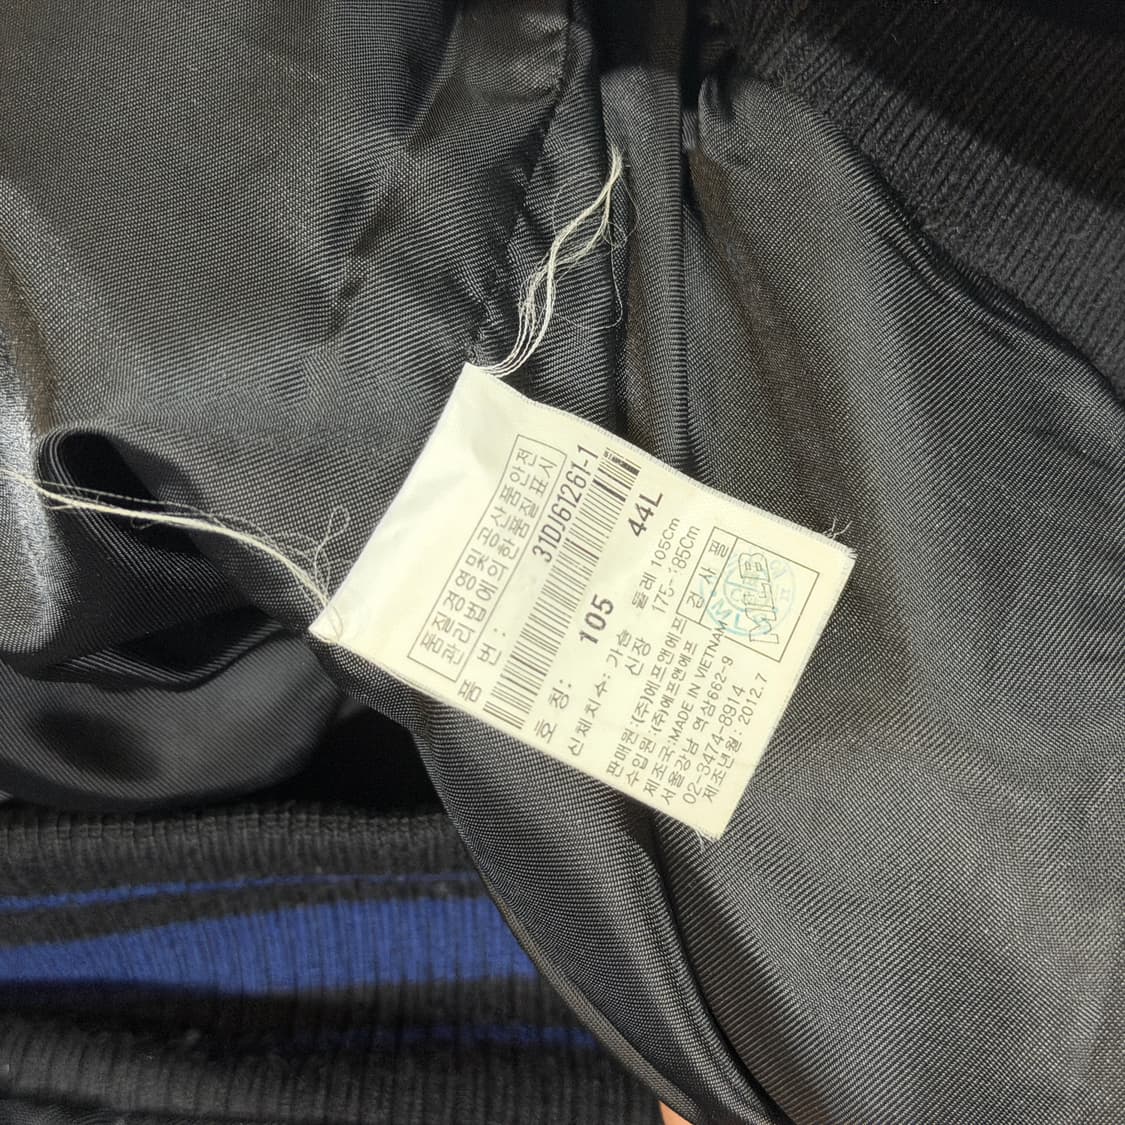 품질경영 및 공산품안전
관리법에 의한 품질표시
품 번: 31DJ61261-1
호 칭: 105 44L
신체치수: 가슴둘레 105Cm
신장 175-185Cm
판매원:(주)에프앤에프
수입원:(주)에프앤에프
제조국:MADE IN VIETNAM
서울강남 역삼662-9
02-3474-8914
제조년월: 2012.7
검사필
MLB